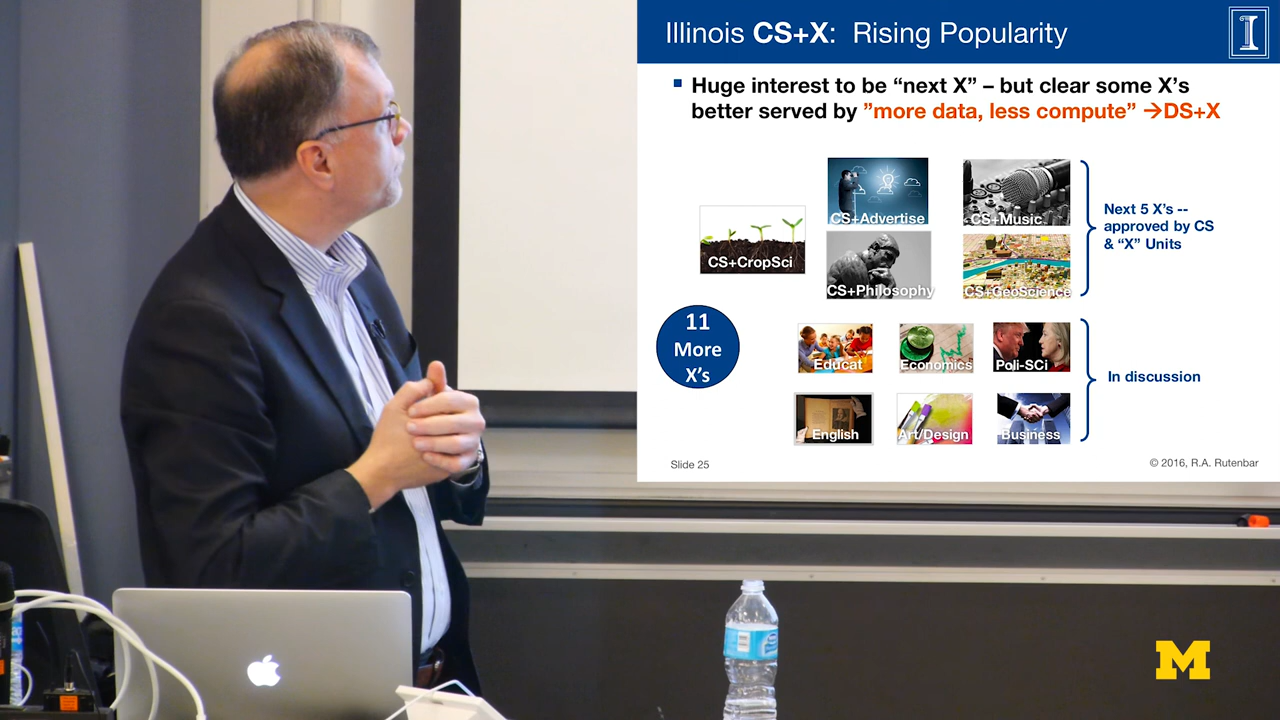 Illinois CS+X: Rising Popularity
I
Huge interest to be “next X” – but clear some X’s
better served by ”more data, less compute” →DS+X
CS+Advertise
CS+Music
CS+CropSci
CS+Philosophy
CS+GeoScience
Next 5 X's --
approved by CS
& “X” Units
11
More
X’s
Educat
Economics
Poli-SCi
In discussion
English
Art/Design
Business
Slide 25
© 2016, R.A. Rutenbar
M